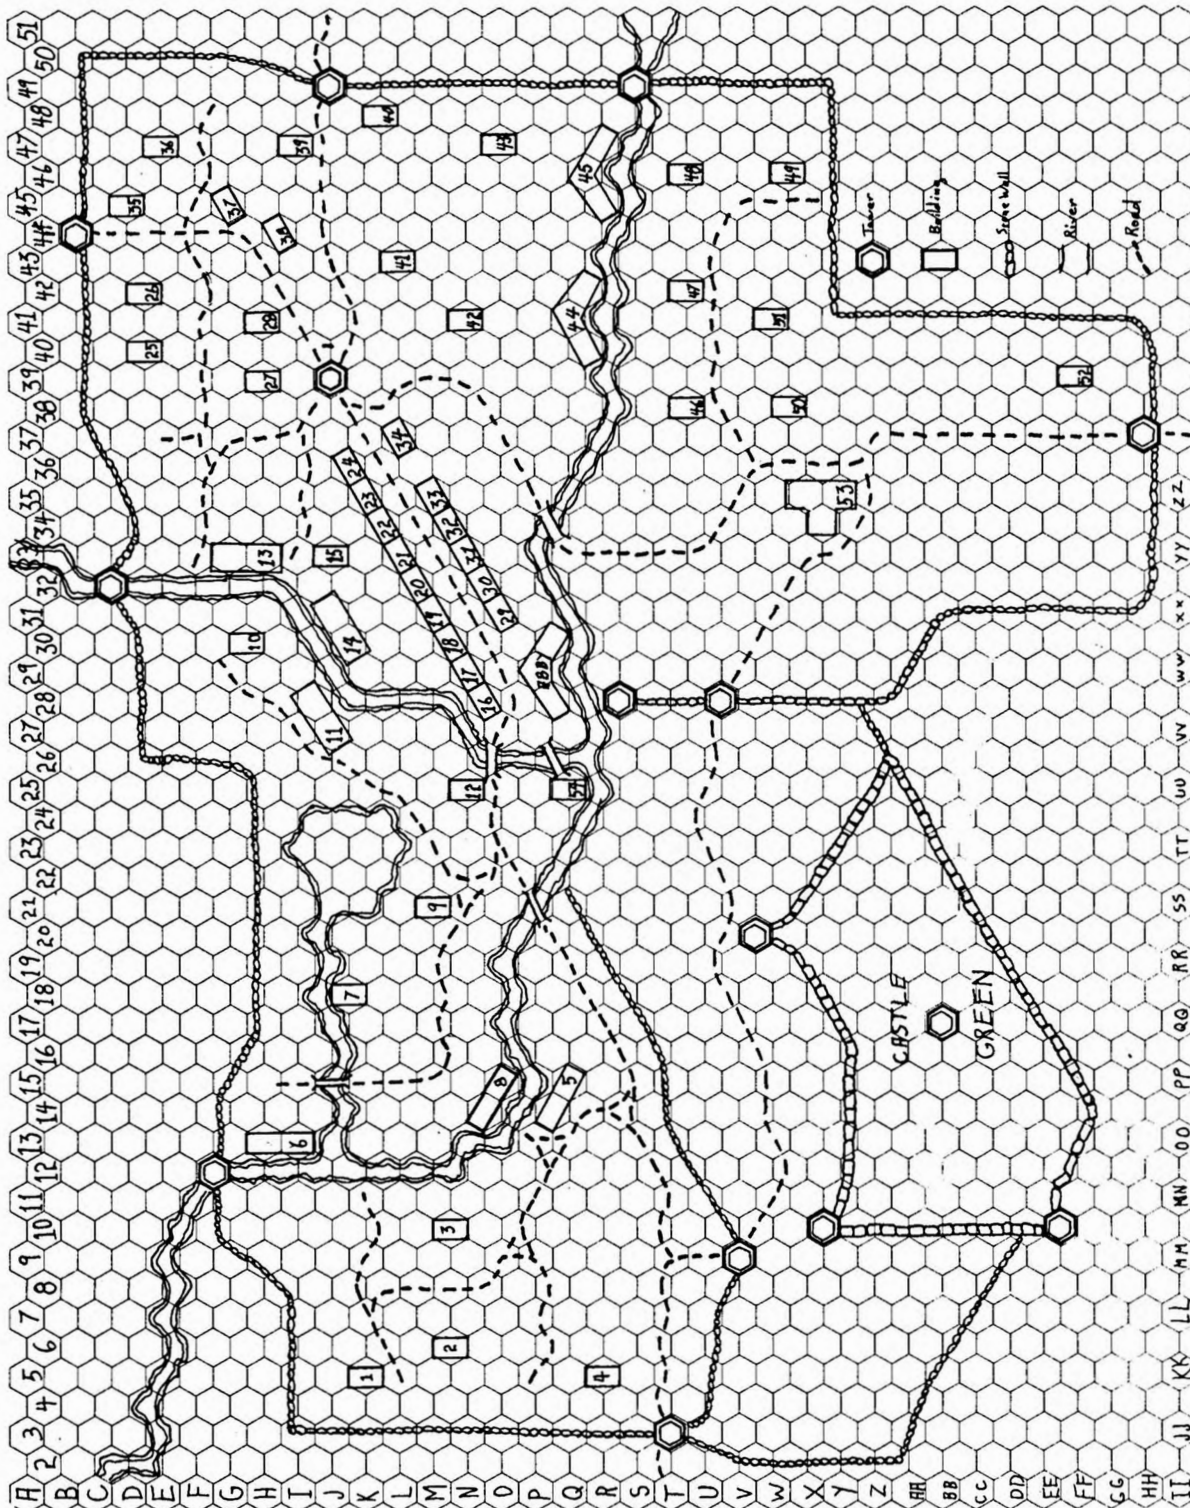 A 2 3 4 5 6 7 8 9 10 11 12 13 14 15 16 17 18 19 20 21 22 23 24 25 26 27 28 29 30 31 32 33 34 35 36 37 38 39 40 41 42 43 44 45 46 47 48 49 50 51
B
C
D
E
F
G
H
I
J
K
L
M
N
O
P
Q
R
S
T
U
V
W
X
Y
Z
AA
BB
CC
DD
EE
FF
GG
HH
II
JJ KK LL MM NN OO PP QQ RR SS TT UU VV WW XX YY ZZ
1
2
3
4
5
6
7
8
9
10
11
12
13
14
15
16 17 18 19 20 21 22 23 24
25
26
27
28
29 30 31 32 33
34
35
36
37
38
39
40
41
42
43
44
45
46
47
48
49
50
51
52
53
54
CASTLE
GREEN
Tower
Building
Stone Wall
River
Road